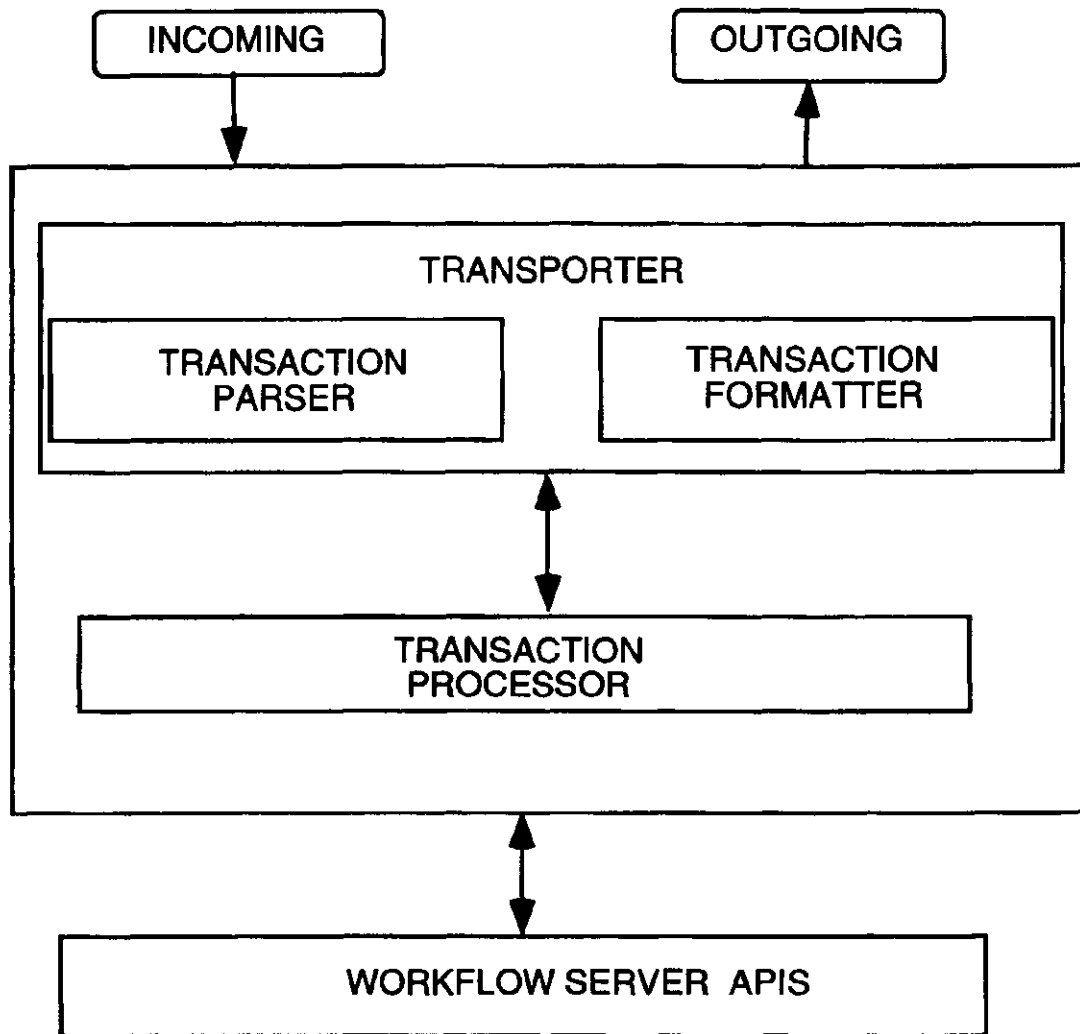 INCOMING
OUTGOING
TRANSPORTER
TRANSACTION
PARSER
TRANSACTION
FORMATTER
TRANSACTION
PROCESSOR
WORKFLOW SERVER APIS